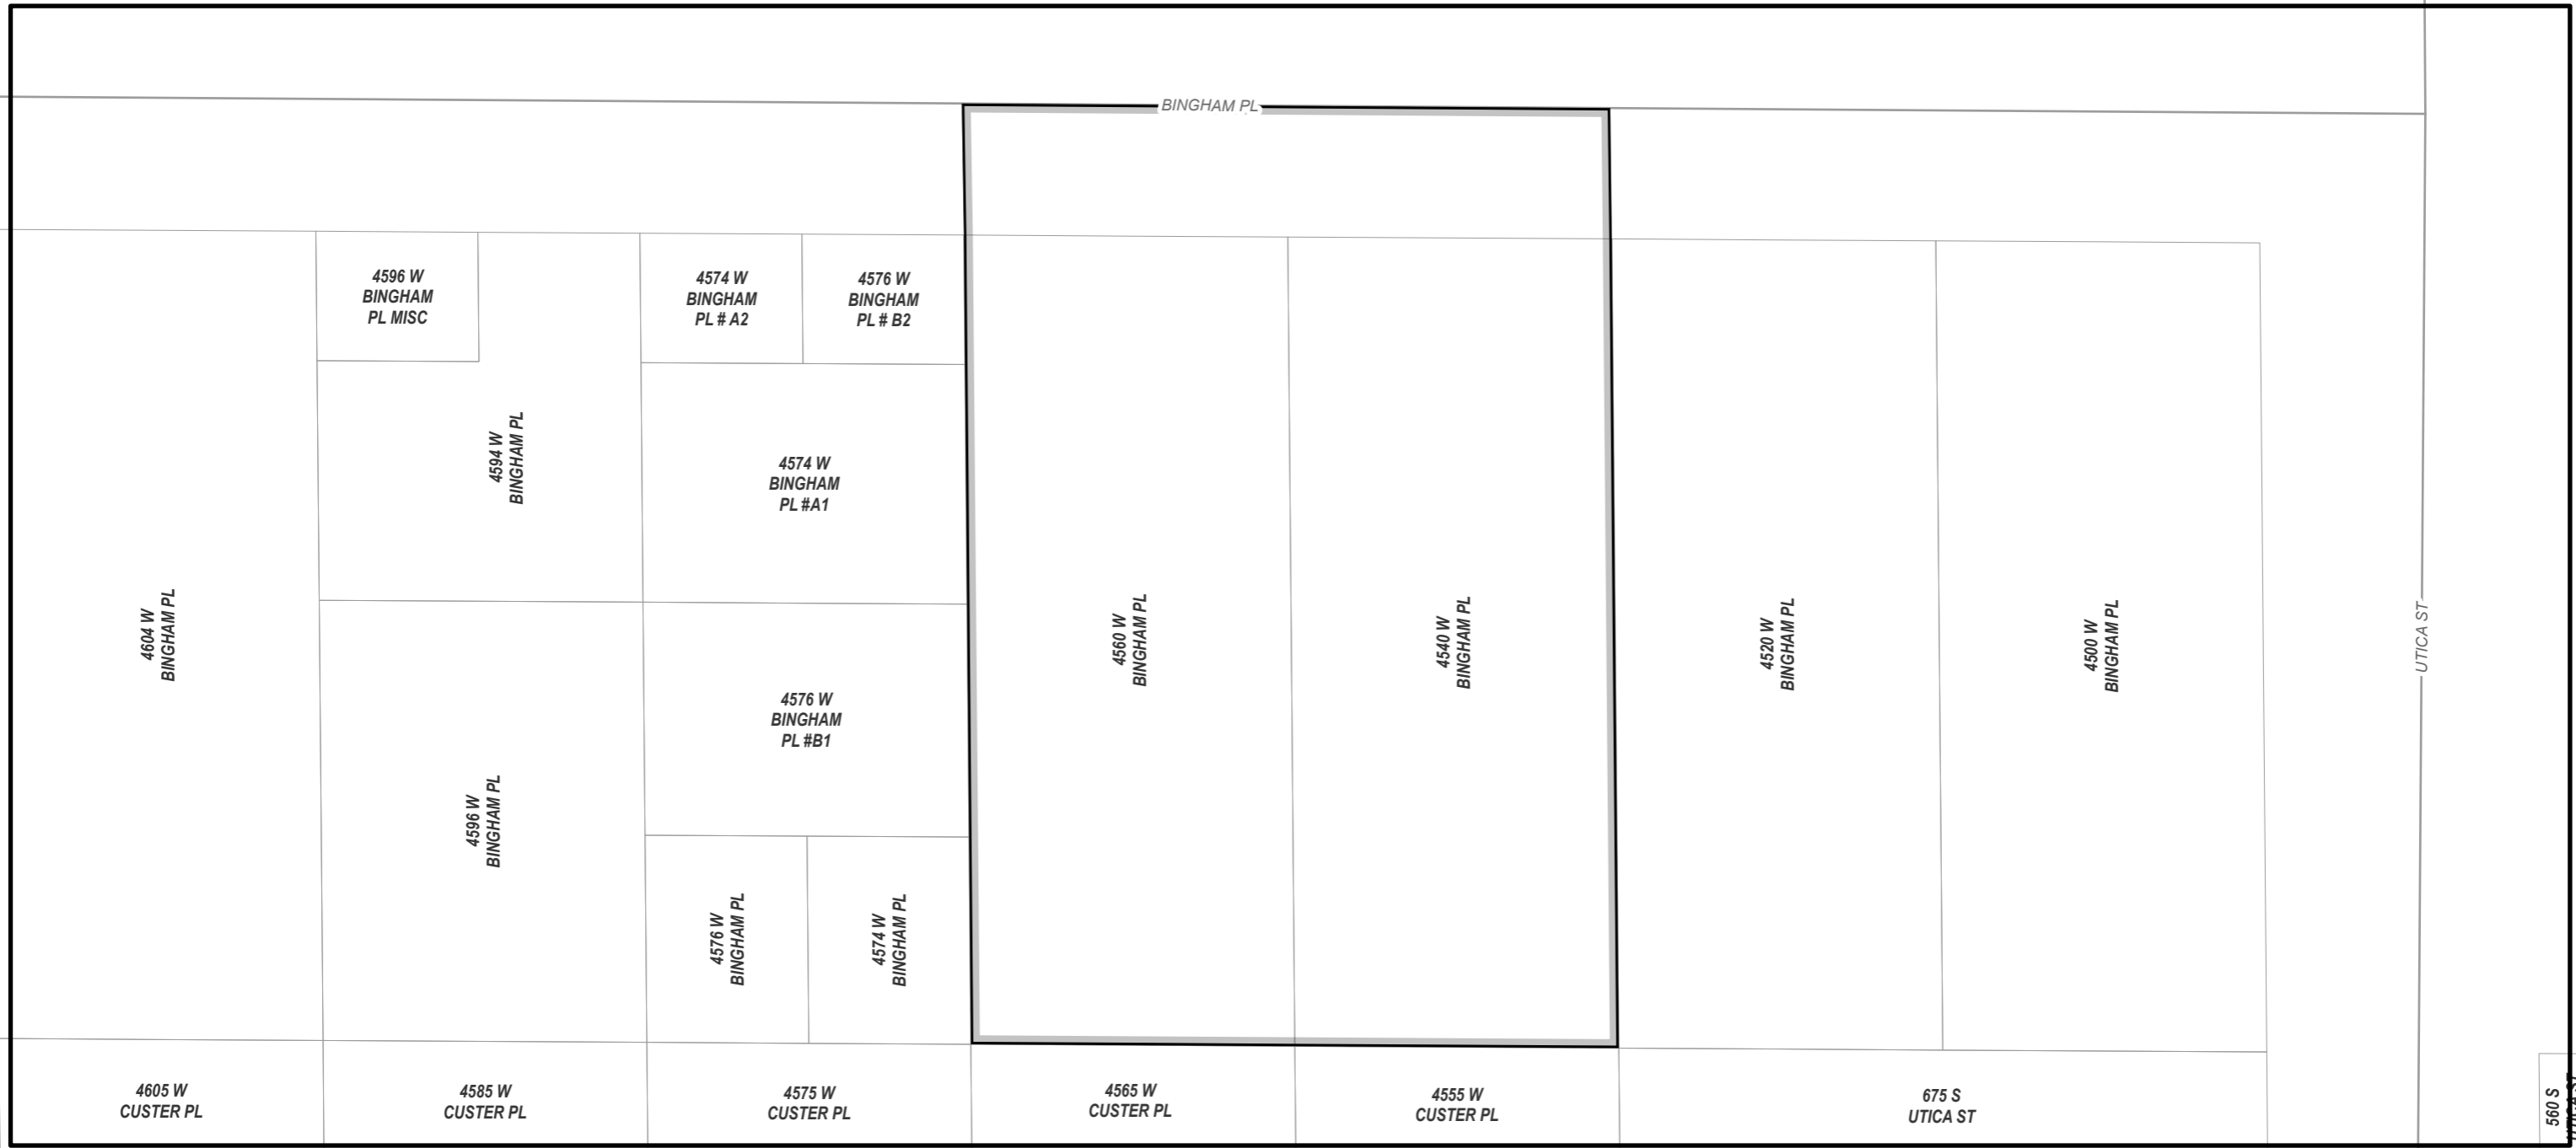 BINGHAM PL
4596 W
BINGHAM
PL MISC
4574 W
BINGHAM
PL # A2
4576 W
BINGHAM
PL # B2
4594 W
BINGHAM PL
4574 W
BINGHAM
PL #A1
4604 W
BINGHAM PL
4560 W
BINGHAM PL
4540 W
BINGHAM PL
4520 W
BINGHAM PL
4500 W
BINGHAM PL
UTICA ST
4576 W
BINGHAM
PL #B1
4596 W
BINGHAM PL
4576 W
BINGHAM PL
4574 W
BINGHAM PL
4605 W
CUSTER PL
4585 W
CUSTER PL
4575 W
CUSTER PL
4565 W
CUSTER PL
4555 W
CUSTER PL
675 S
UTICA ST
560 S
UTICA ST